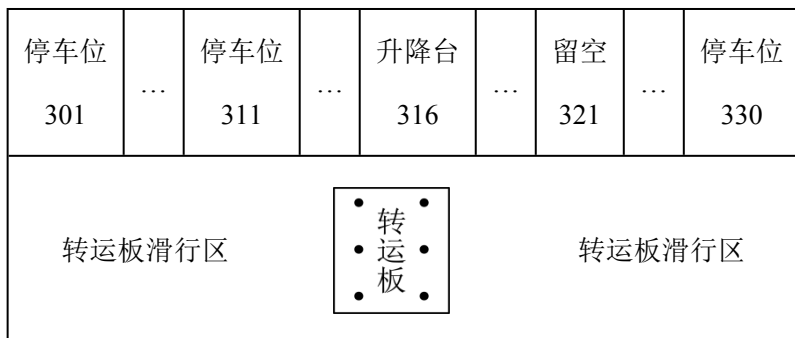 停车位 停车位 升降台 留空 停车位
… … … …
301 311 316 321 330
转运板滑行区 转运板 转运板滑行区